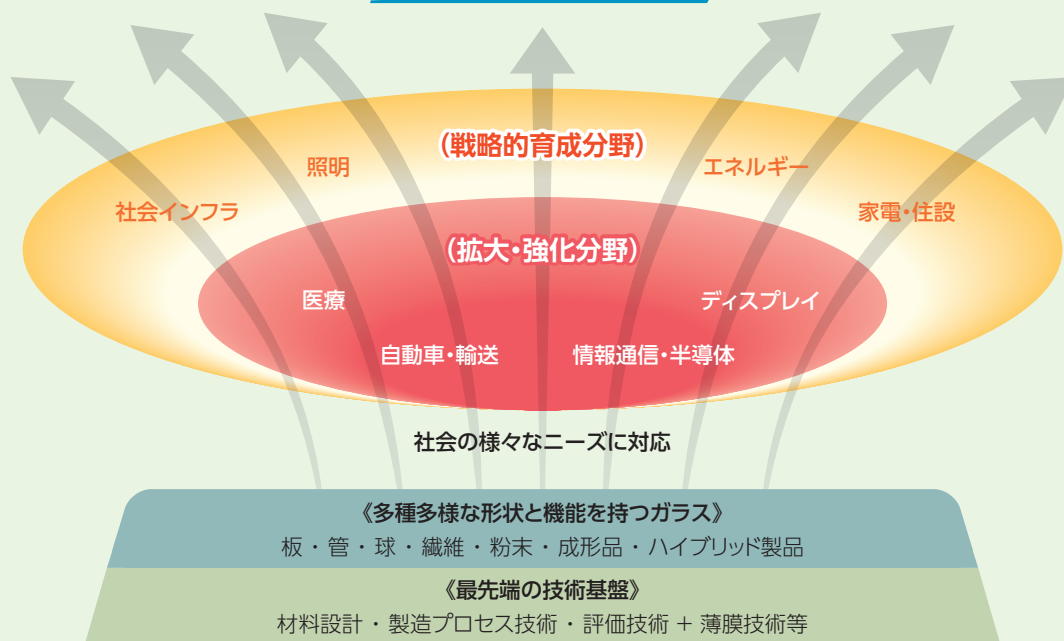 (戦略的育成分野)
照明
エネルギー
社会インフラ
家電・住設
(拡大・強化分野)
医療
ディスプレイ
自動車・輸送
情報通信・半導体
社会の様々なニーズに対応
《多種多様な形状と機能を持つガラス》
板・管・球・繊維・粉末・成形品・ハイブリッド製品
《最先端の技術基盤》
材料設計・製造プロセス技術・評価技術 + 薄膜技術等